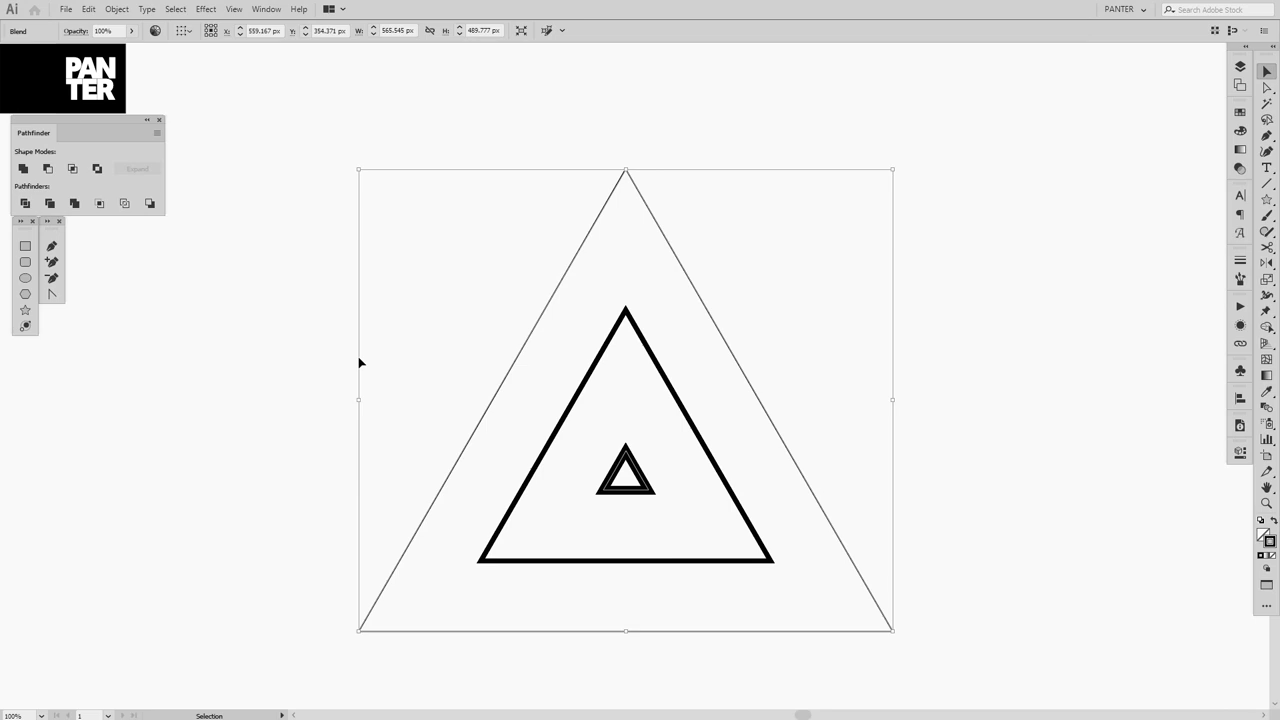 Ai File Edit Object Type Select Effect View Window Help PANTER Search Adobe Stock
Blend Opacity: 100% X: 559.167 px Y: 354.371 px W: 565.545 px H: 489.777 px
PAN
TER
Pathfinder
Shape Modes:
Expand
Pathfinders:
100% 1 Selection